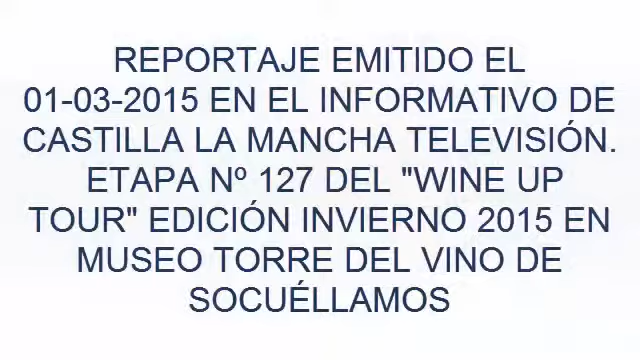 REPORTAJE EMITIDO EL
01-03-2015 EN EL INFORMATIVO DE
CASTILLA LA MANCHA TELEVISIÓN.
ETAPA Nº 127 DEL "WINE UP
TOUR" EDICIÓN INVIERNO 2015 EN
MUSEO TORRE DEL VINO DE
SOCUÉLLAMOS